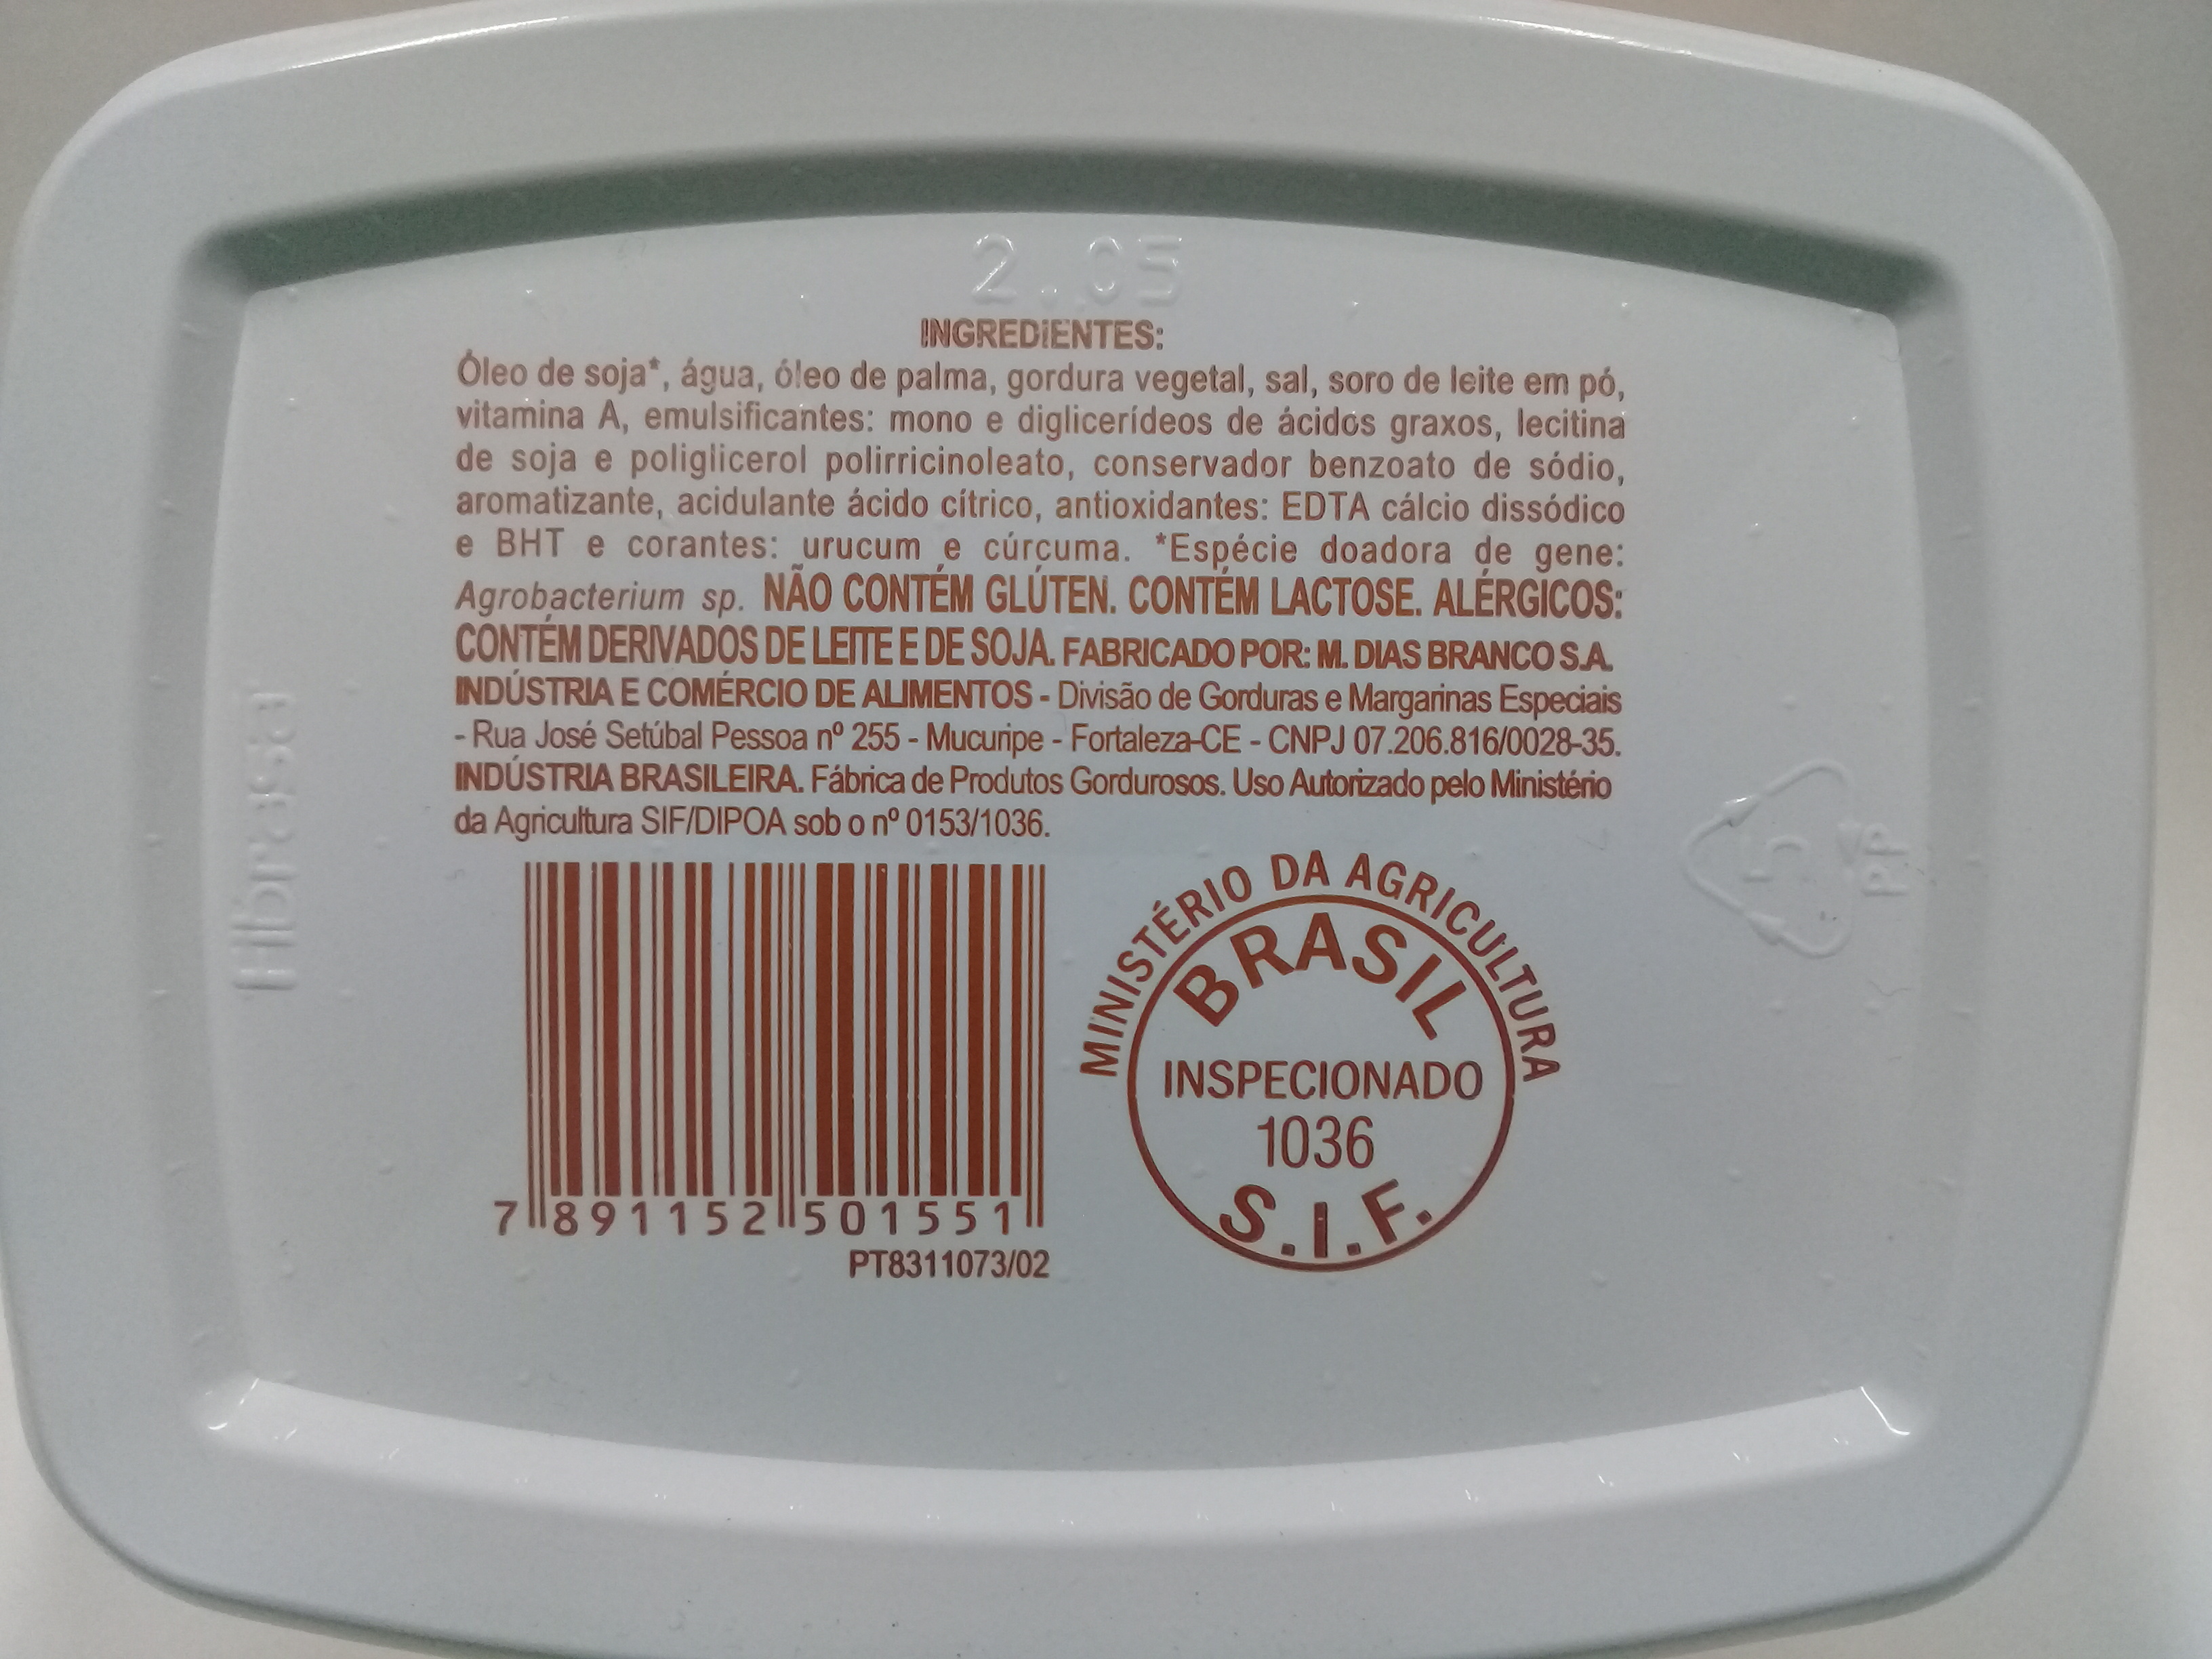 2.05
INGREDIENTES:
Óleo de soja*, água, óleo de palma, gordura vegetal, sal, soro de leite em pó,
vitamina A, emulsificantes: mono e diglicerídeos de ácidos graxos, lecitina
de soja e poliglicerol polirricinoleato, conservador benzoato de sódio,
aromatizante, acidulante ácido cítrico, antioxidantes: EDTA cálcio dissódico
e BHT e corantes: urucum e cúrcuma. *Espécie doadora de gene:
Agrobacterium sp. NÃO CONTÉM GLÚTEN. CONTÉM LACTOSE. ALÉRGICOS:
CONTÉM DERIVADOS DE LEITE E DE SOJA. FABRICADO POR: M. DIAS BRANCO S.A.
INDÚSTRIA E COMÉRCIO DE ALIMENTOS - Divisão de Gorduras e Margarinas Especiais
- Rua José Setúbal Pessoa nº 255 - Mucuripe - Fortaleza-CE - CNPJ 07.206.816/0028-35.
INDÚSTRIA BRASILEIRA. Fábrica de Produtos Gordurosos. Uso Autorizado pelo Ministério
da Agricultura SIF/DIPOA sob o nº 0153/1036.
7 891152 501551
PT8311073/02
MINISTÉRIO DA AGRICULTURA
BRASIL
INSPECIONADO
1036
S.I.F.
Fibrasa
5
PP